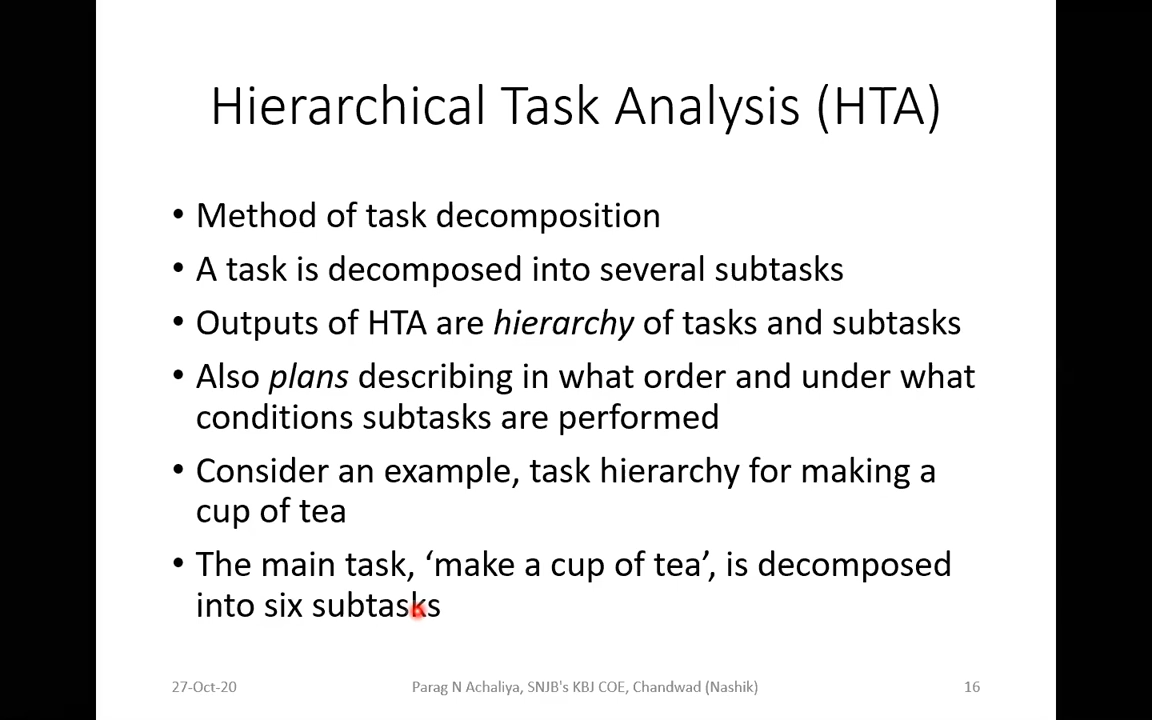 Hierarchical Task Analysis (HTA)
• Method of task decomposition
• A task is decomposed into several subtasks
• Outputs of HTA are hierarchy of tasks and subtasks
• Also plans describing in what order and under what
conditions subtasks are performed
• Consider an example, task hierarchy for making a
cup of tea
• The main task, ‘make a cup of tea’, is decomposed
into six subtasks
27-Oct-20
Parag N Achaliya, SNJB's KBJ COE, Chandwad (Nashik)
16